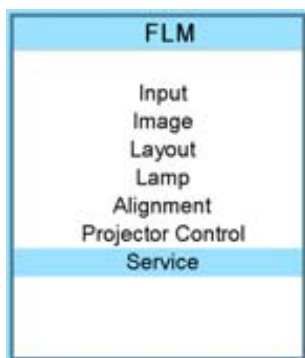 FLM
Input
Image
Layout
Lamp
Alignment
Projector Control
Service